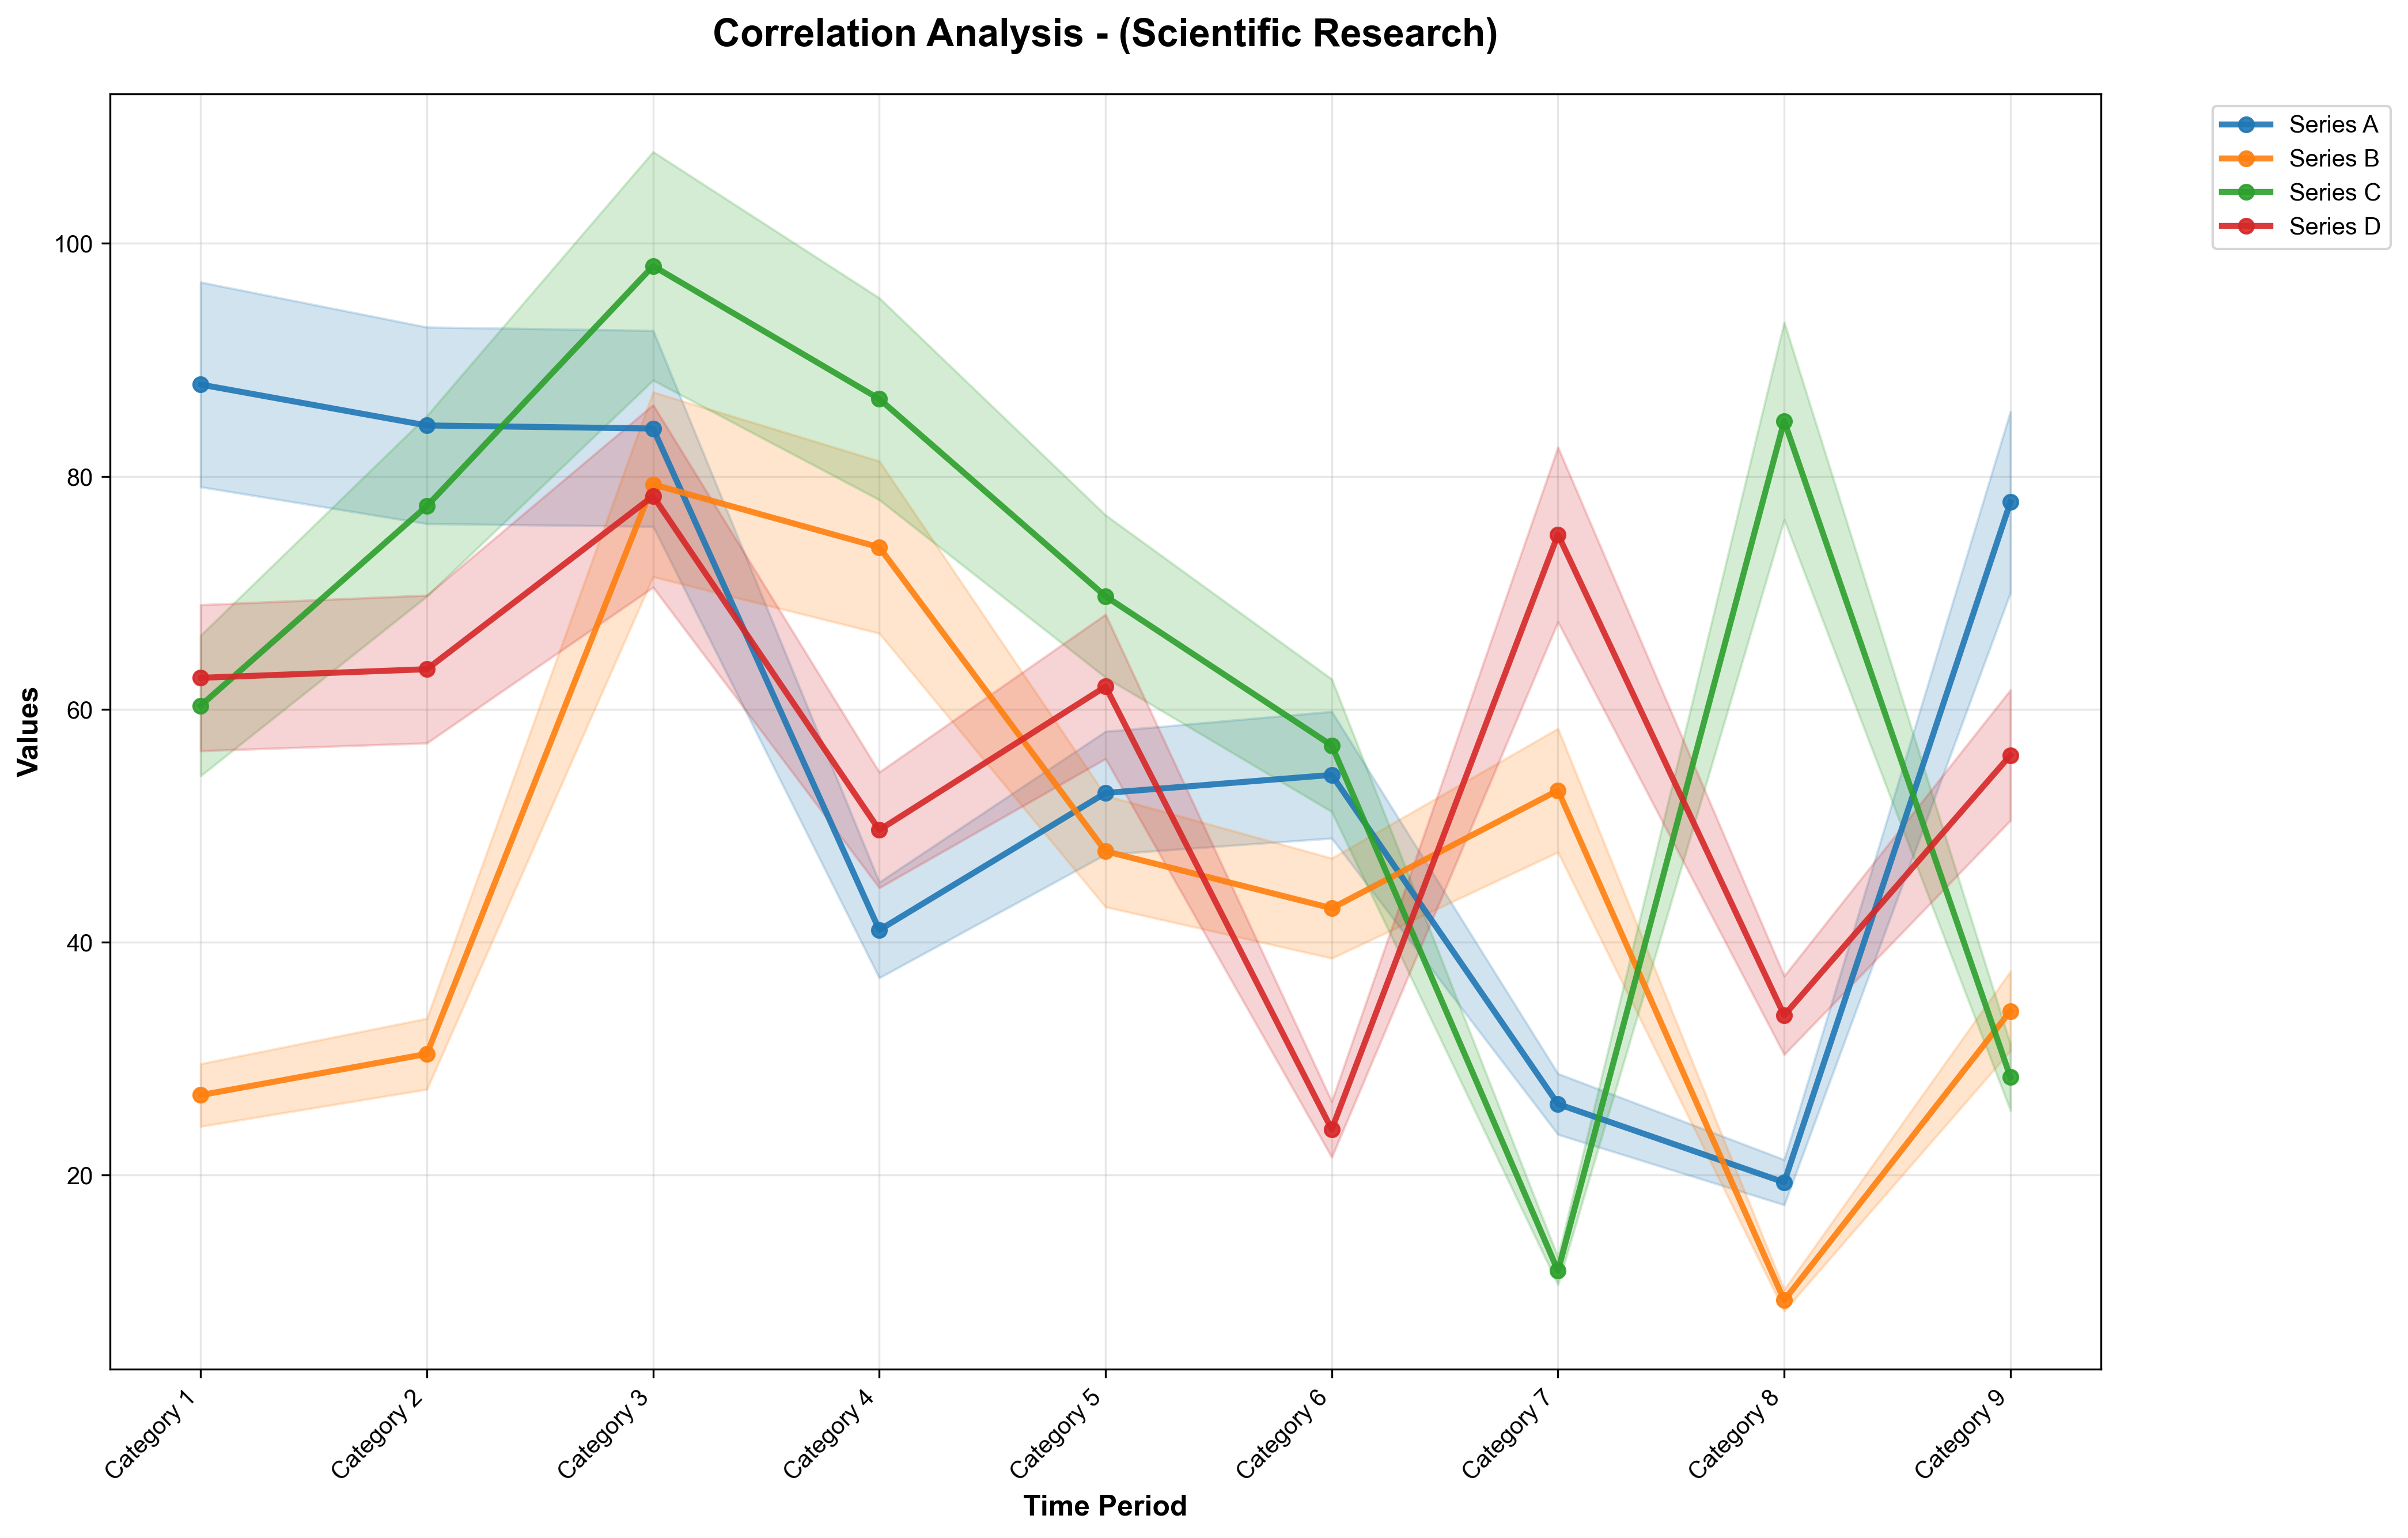 Correlation Analysis - (Scientific Research)
Series A
Series B
Series C
Series D
Values
100
80
60
40
20
Category 1
Category 2
Category 3
Category 4
Category 5
Category 6
Category 7
Category 8
Category 9
Time Period